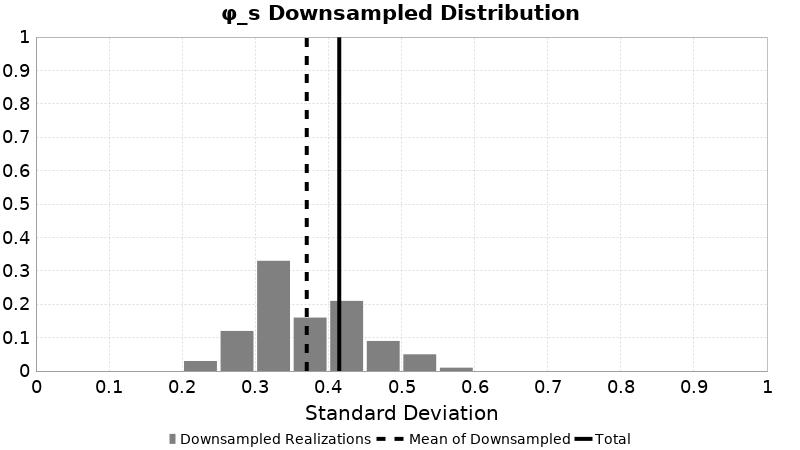 φ_s Downsampled Distribution
1
0.9
0.8
0.7
0.6
0.5
0.4
0.3
0.2
0.1
0
0 0.1 0.2 0.3 0.4 0.5 0.6 0.7 0.8 0.9 1
Standard Deviation
Downsampled Realizations Mean of Downsampled Total